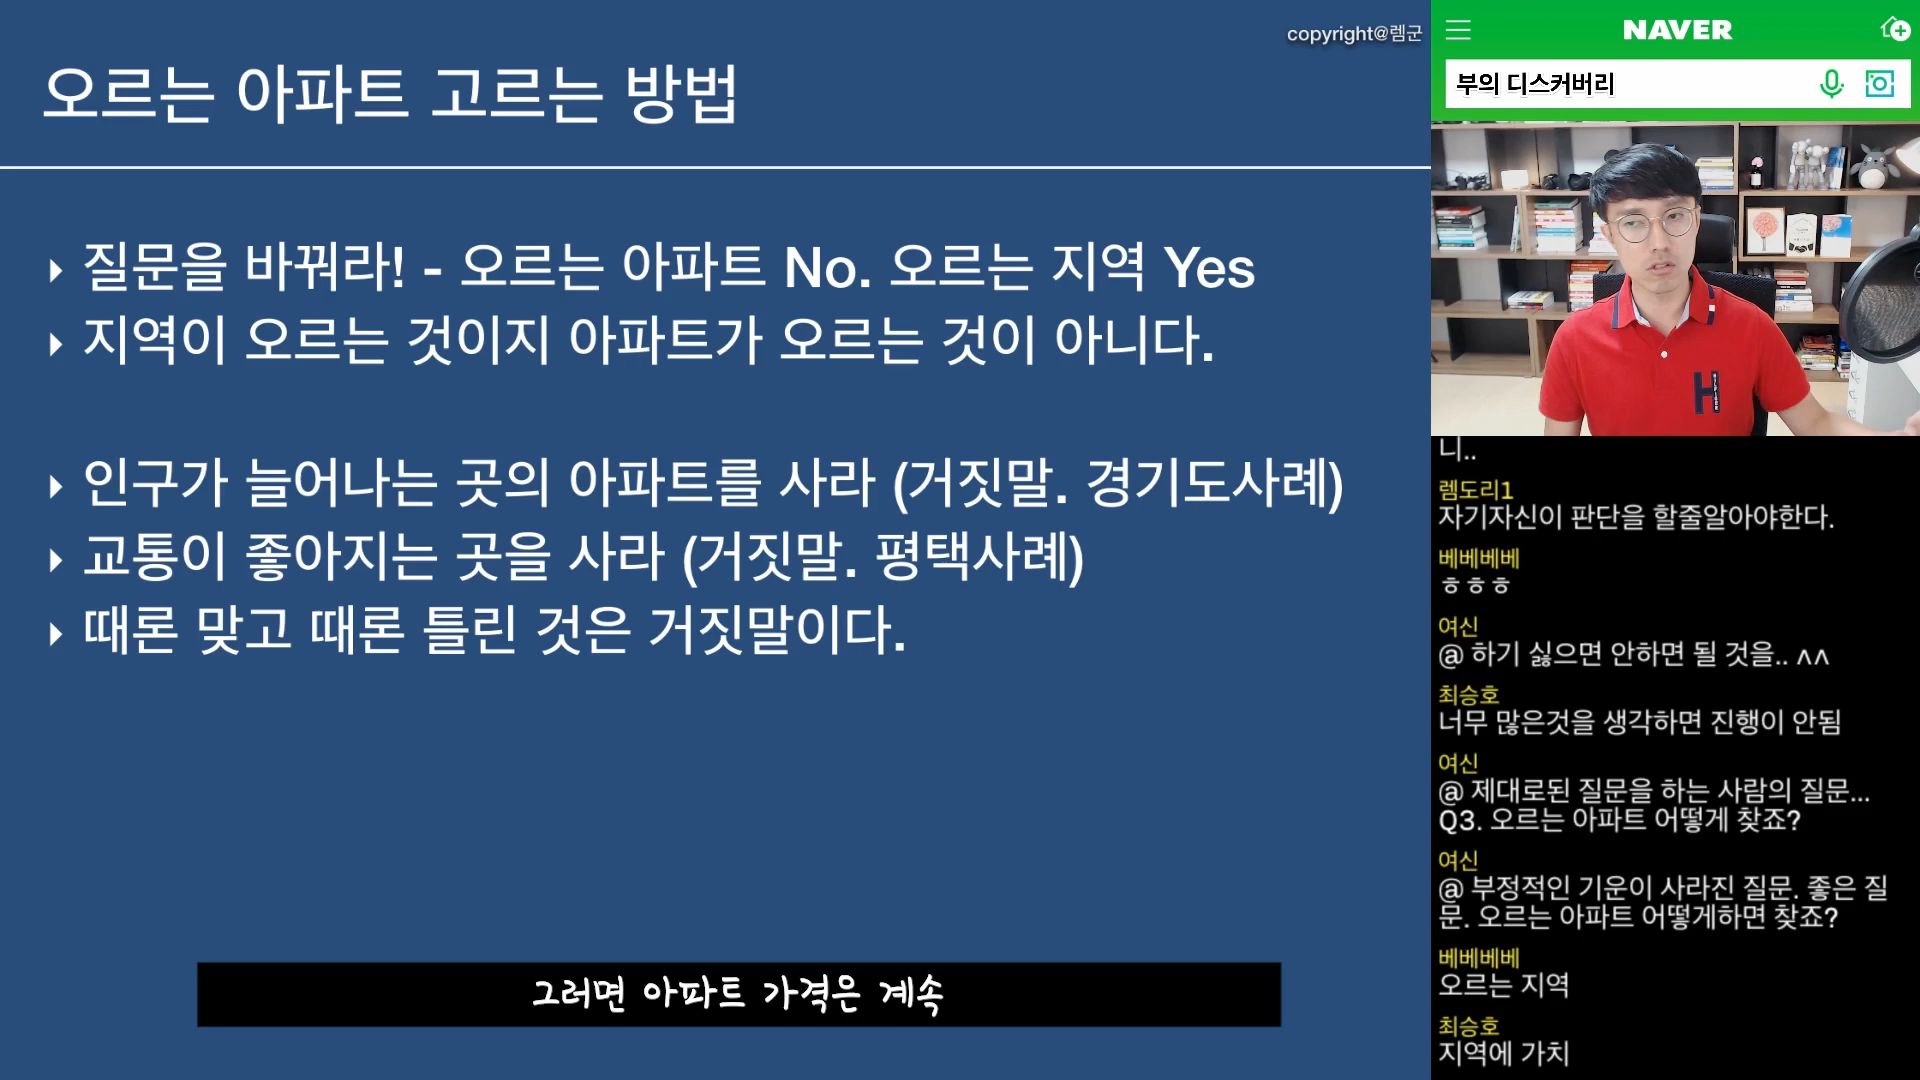 copyright@렘군
오르는 아파트 고르는 방법
▸ 질문을 바꿔라! - 오르는 아파트 No. 오르는 지역 Yes
▸ 지역이 오르는 것이지 아파트가 오르는 것이 아니다.
▸ 인구가 늘어나는 곳의 아파트를 사라 (거짓말. 경기도사례)
▸ 교통이 좋아지는 곳을 사라 (거짓말. 평택사례)
▸ 때론 맞고 때론 틀린 것은 거짓말이다.
그러면 아파트 가격은 계속
NAVER
부의 디스커버리
H
니..
렘도리1
자기자신이 판단을 할줄알아야한다.
베베베베
ㅎㅎㅎ
여신
@ 하기 싫으면 안하면 될 것을.. ^^
최승호
너무 많은것을 생각하면 진행이 안됨
여신
@ 제대로된 질문을 하는 사람의 질문...
Q3. 오르는 아파트 어떻게 찾죠?
여신
@ 부정적인 기운이 사라진 질문. 좋은 질
문. 오르는 아파트 어떻게하면 찾죠?
베베베베
오르는 지역
최승호
지역에 가치